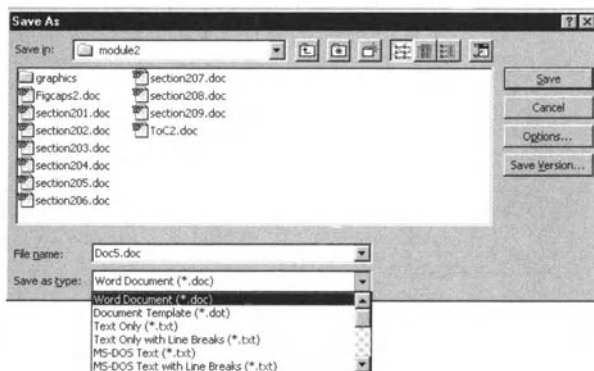 Save As
Save in: module2
graphics
Figcaps2.doc
section201.doc
section202.doc
section203.doc
section204.doc
section205.doc
section206.doc
section207.doc
section208.doc
section209.doc
ToC2.doc
Save
Cancel
Options...
Save Version...
File name: Doc5.doc
Save as type: Word Document (*.doc)
Word Document (*.doc)
Document Template (*.dot)
Text Only (*.txt)
Text Only with Line Breaks (*.txt)
MS-DOS Text (*.txt)
MS-DOS Text with Line Breaks (*.txt)